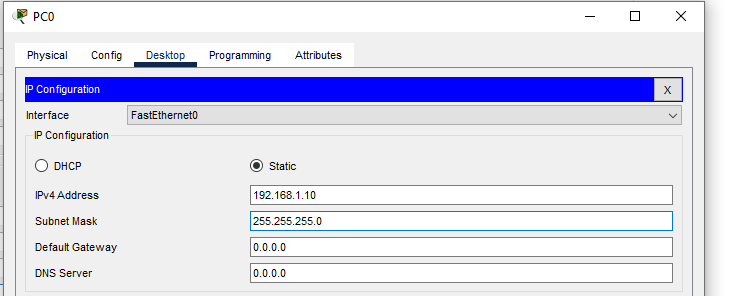 PC0
Physical Config Desktop Programming Attributes
IP Configuration X
Interface FastEthernet0
IP Configuration
DHCP Static
IPv4 Address 192.168.1.10
Subnet Mask 255.255.255.0
Default Gateway 0.0.0.0
DNS Server 0.0.0.0